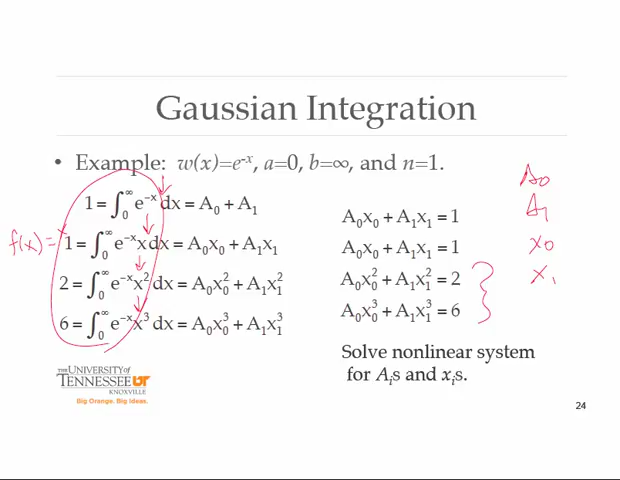 Gaussian Integration
• Example: w(x)=e⁻ˣ, a=0, b=∞, and n=1.
1 = ∫₀^∞ e⁻ˣ dx = A₀ + A₁
f(x)= 1 = ∫₀^∞ e⁻ˣx dx = A₀x₀ + A₁x₁
2 = ∫₀^∞ e⁻ˣx² dx = A₀x₀² + A₁x₁²
6 = ∫₀^∞ e⁻ˣx³ dx = A₀x₀³ + A₁x₁³
A₀x₀ + A₁x₁ = 1
A₀x₀ + A₁x₁ = 1
A₀x₀² + A₁x₁² = 2
A₀x₀³ + A₁x₁³ = 6
A₀
A₁
x₀
x₁
Solve nonlinear system
for Aᵢs and xᵢs.
THE UNIVERSITY OF
TENNESSEE UT
KNOXVILLE
Big Orange. Big Ideas.
24